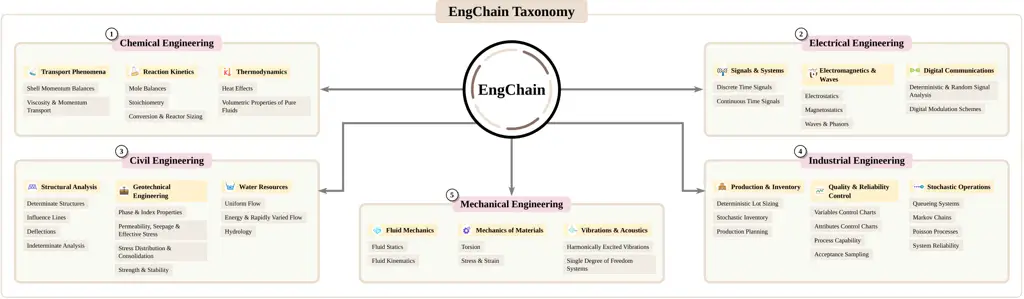 EngChain Taxonomy
1
Chemical Engineering
Transport Phenomena
Shell Momentum Balances
Viscosity & Momentum
Transport
Reaction Kinetics
Mole Balances
Stoichiometry
Conversion & Reactor Sizing
Thermodynamics
Heat Effects
Volumetric Properties of Pure
Fluids
EngChain
2
Electrical Engineering
Signals & Systems
Discrete Time Signals
Continuous Time Signals
Electromagnetics &
Waves
Electrostatics
Magnetostatics
Waves & Phasors
Digital Communications
Deterministic & Random Signal
Analysis
Digital Modulation Schemes
3
Civil Engineering
Structural Analysis
Determinate Structures
Influence Lines
Deflections
Indeterminate Analysis
Geotechnical
Engineering
Phase & Index Properties
Permeability, Seepage &
Effective Stress
Stress Distribution &
Consolidation
Strength & Stability
Water Resources
Uniform Flow
Energy & Rapidly Varied Flow
Hydrology
4
Industrial Engineering
Production & Inventory
Deterministic Lot Sizing
Stochastic Inventory
Production Planning
Quality & Reliability
Control
Variables Control Charts
Attributes Control Charts
Process Capability
Acceptance Sampling
Stochastic Operations
Queueing Systems
Markov Chains
Poisson Processes
System Reliability
5
Mechanical Engineering
Fluid Mechanics
Fluid Statics
Fluid Kinematics
Mechanics of Materials
Torsion
Stress & Strain
Vibrations & Acoustics
Harmonically Excited Vibrations
Single Degree of Freedom
Systems